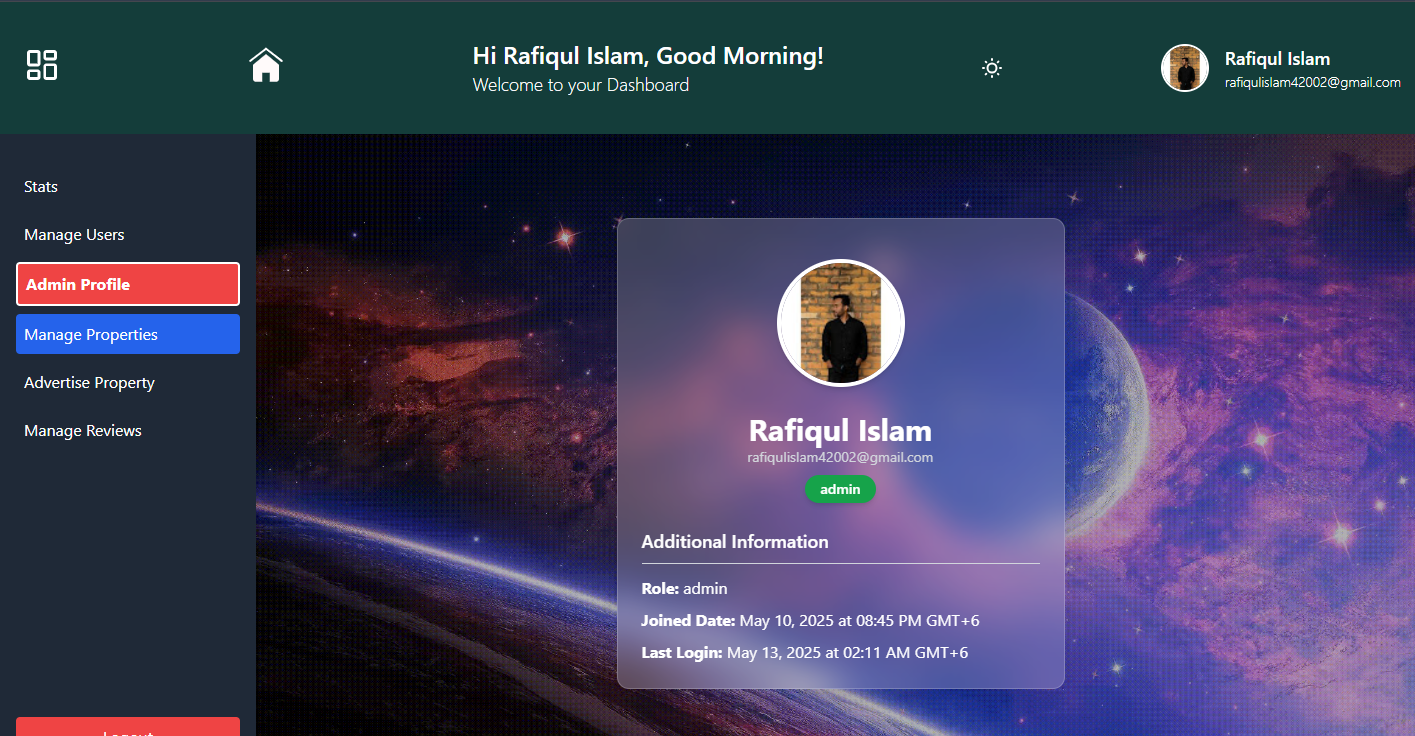 Hi Rafiqul Islam, Good Morning!
Welcome to your Dashboard
Rafiqul Islam
rafiqulislam42002@gmail.com
Stats
Manage Users
Admin Profile
Manage Properties
Advertise Property
Manage Reviews
Logout
Rafiqul Islam
rafiqulislam42002@gmail.com
admin
Additional Information
Role: admin
Joined Date: May 10, 2025 at 08:45 PM GMT+6
Last Login: May 13, 2025 at 02:11 AM GMT+6